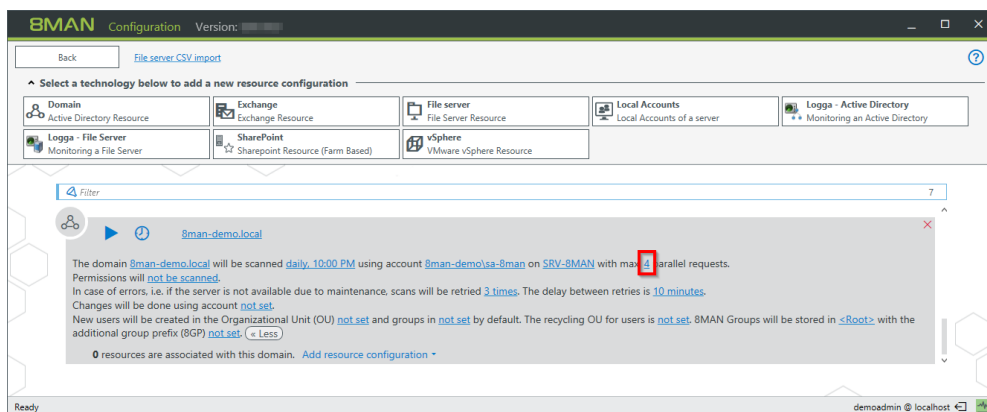 8MAN Configuration Version:
Back File server CSV import
Select a technology below to add a new resource configuration
Domain
Active Directory Resource
Exchange
Exchange Resource
File server
File Server Resource
Local Accounts
Local Accounts of a server
Logga - Active Directory
Monitoring an Active Directory
Logga - File Server
Monitoring a File Server
SharePoint
Sharepoint Resource (Farm Based)
vSphere
VMware vSphere Resource
Filter 7
8man-demo.local
The domain 8man-demo.local will be scanned daily, 10:00 PM using account 8man-demo\sa-8man on SRV-8MAN with max 4 parallel requests.
Permissions will not be scanned.
In case of errors, i.e. if the server is not available due to maintenance, scans will be retried 3 times. The delay between retries is 10 minutes.
Changes will be done using account not set.
New users will be created in the Organizational Unit (OU) not set and groups in not set by default. The recycling OU for users is not set. 8MAN Groups will be stored in <Root> with the
additional group prefix (8GP) not set. « Less
0 resources are associated with this domain. Add resource configuration
Ready demoadmin @ localhost